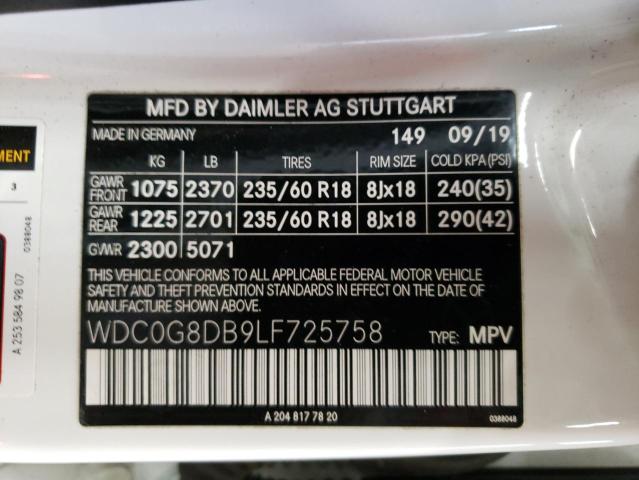 MFD BY DAIMLER AG STUTTGART
MADE IN GERMANY 149 09/19
KG LB TIRES RIM SIZE COLD KPA(PSI)
GAWR FRONT 1075 2370 235/60 R18 8Jx18 240(35)
GAWR REAR 1225 2701 235/60 R18 8Jx18 290(42)
GVWR 2300 5071
THIS VEHICLE CONFORMS TO ALL APPLICABLE FEDERAL MOTOR VEHICLE
SAFETY AND THEFT PREVENTION STANDARDS IN EFFECT ON THE DATE OF
MANUFACTURE SHOWN ABOVE.
WDC0G8DB9LF725758 TYPE: MPV
A 204 817 78 20 0388048
MENT
3
0388048
A 253 584 98 07